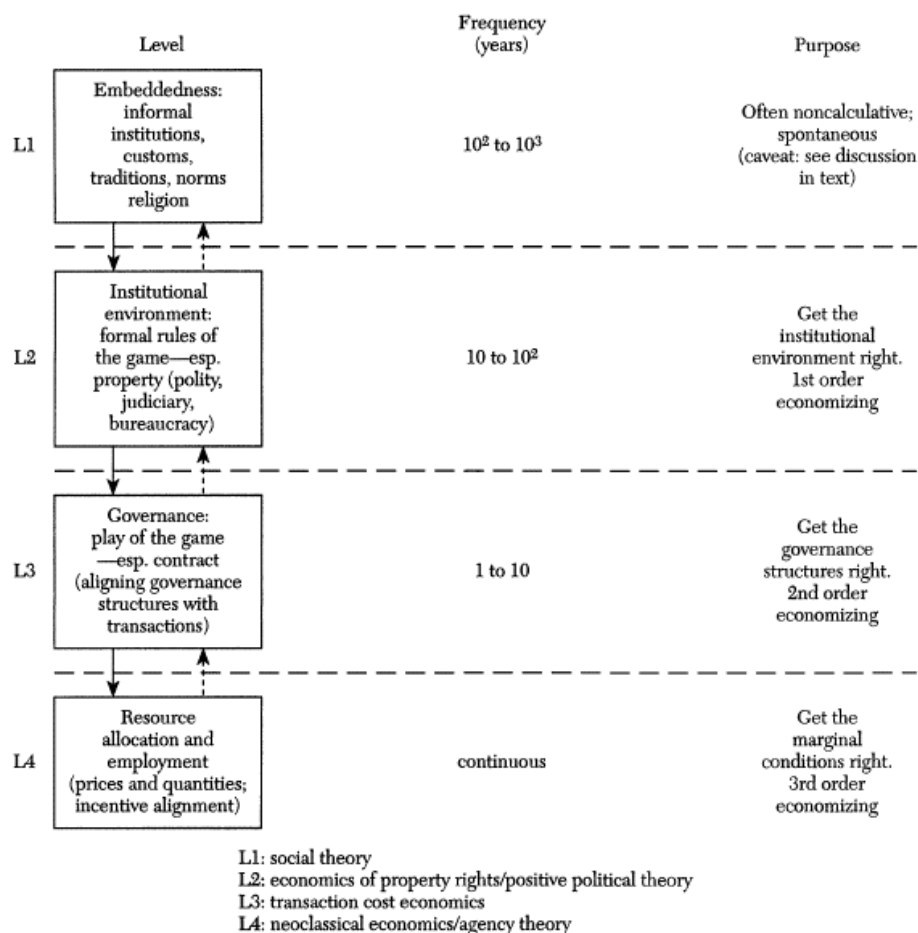 Level
Frequency
(years)
Purpose
L1
Embeddedness:
informal
institutions,
customs,
traditions, norms
religion
10² to 10³
Often noncalculative;
spontaneous
(caveat: see discussion
in text)
L2
Institutional
environment:
formal rules of
the game—esp.
property (polity,
judiciary,
bureaucracy)
10 to 10²
Get the
institutional
environment right.
1st order
economizing
L3
Governance:
play of the game
—esp. contract
(aligning governance
structures with
transactions)
1 to 10
Get the
governance
structures right.
2nd order
economizing
L4
Resource
allocation and
employment
(prices and quantities;
incentive alignment)
continuous
Get the
marginal
conditions right.
3rd order
economizing
L1: social theory
L2: economics of property rights/positive political theory
L3: transaction cost economics
L4: neoclassical economics/agency theory